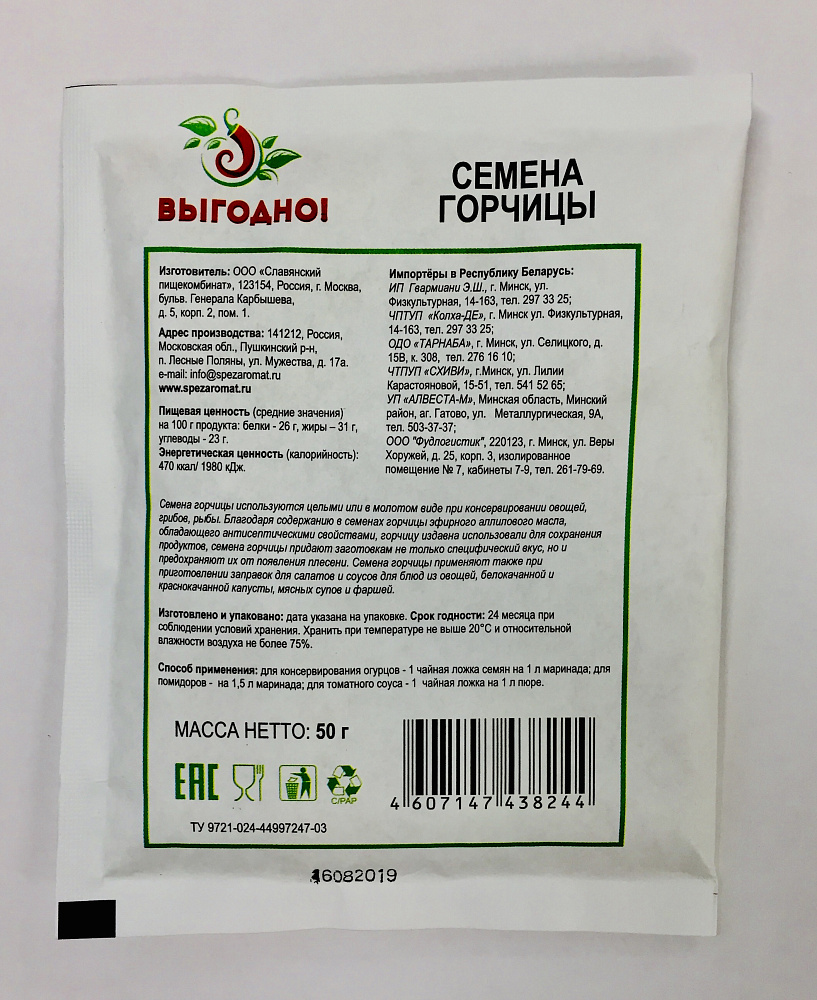 ВЫГОДНО!
СЕМЕНА
ГОРЧИЦЫ
Изготовитель: ООО «Славянский
пищекомбинат», 123154, Россия, г. Москва,
бульв. Генерала Карбышева,
д. 5, корп. 2, пом. 1.
Адрес производства: 141212, Россия,
Московская обл., Пушкинский р-н,
п. Лесные Поляны, ул. Мужества, д. 17а.
e-mail: info@spezaromat.ru
www.spezaromat.ru
Пищевая ценность (средние значения)
на 100 г продукта: белки - 26 г, жиры – 31 г,
углеводы - 23 г.
Энергетическая ценность (калорийность):
470 ккал/ 1980 кДж.
Импортёры в Республику Беларусь:
ИП Гвармиани Э.Ш., г. Минск, ул.
Физкультурная, 14-163, тел. 297 33 25;
ЧПТУП «Колха-ДЕ», г. Минск ул. Физкультурная,
14-163, тел. 297 33 25;
ОДО «ТАРНАБА», г. Минск, ул. Селицкого, д.
15В, к. 308, тел. 276 16 10;
ЧТПУП «СХИВИ», г.Минск, ул. Лилии
Карастояновой, 15-51, тел. 541 52 65;
УП «АЛВЕСТА-М», Минская область, Минский
район, аг. Гатово, ул. Металлургическая, 9А,
тел. 503-37-37;
ООО "Фудлогистик", 220123, г. Минск, ул. Веры
Хоружей, д. 25, корп. 3, изолированное
помещение № 7, кабинеты 7-9, тел. 261-79-69.
Семена горчицы используются целыми или в молотом виде при консервировании овощей,
грибов, рыбы. Благодаря содержанию в семенах горчицы эфирного аллипового масла,
обладающего антисептическими свойствами, горчицу издавна использовали для сохранения
продуктов, семена горчицы придают заготовкам не только специфический вкус, но и
предохраняют их от появления плесени. Семена горчицы применяют также при
приготовлении заправок для салатов и соусов для блюд из овощей, белокачанной и
краснокачанной капусты, мясных супов и фаршей.
Изготовлено и упаковано: дата указана на упаковке. Срок годности: 24 месяца при
соблюдении условий хранения. Хранить при температуре не выше 20°С и относительной
влажности воздуха не более 75%.
Способ применения: для консервирования огурцов - 1 чайная ложка семян на 1 л маринада; для
помидоров - на 1,5 л маринада; для томатного соуса - 1 чайная ложка на 1 л пюре.
МАССА НЕТТО: 50 г
ЕАС
C/PAP
4 607147 438244
ТУ 9721-024-44997247-03
16082019